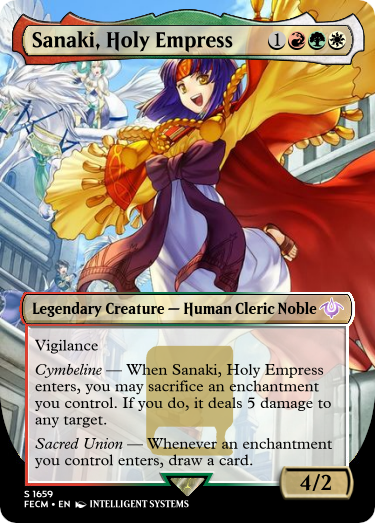 Sanaki, Holy Empress 1
Legendary Creature — Human Cleric Noble
Vigilance
Cymbeline — When Sanaki, Holy Empress
enters, you may sacrifice an enchantment
you control. If you do, it deals 5 damage to
any target.
Sacred Union — Whenever an enchantment
you control enters, draw a card.
4/2
S 1659
FECM • EN INTELLIGENT SYSTEMS